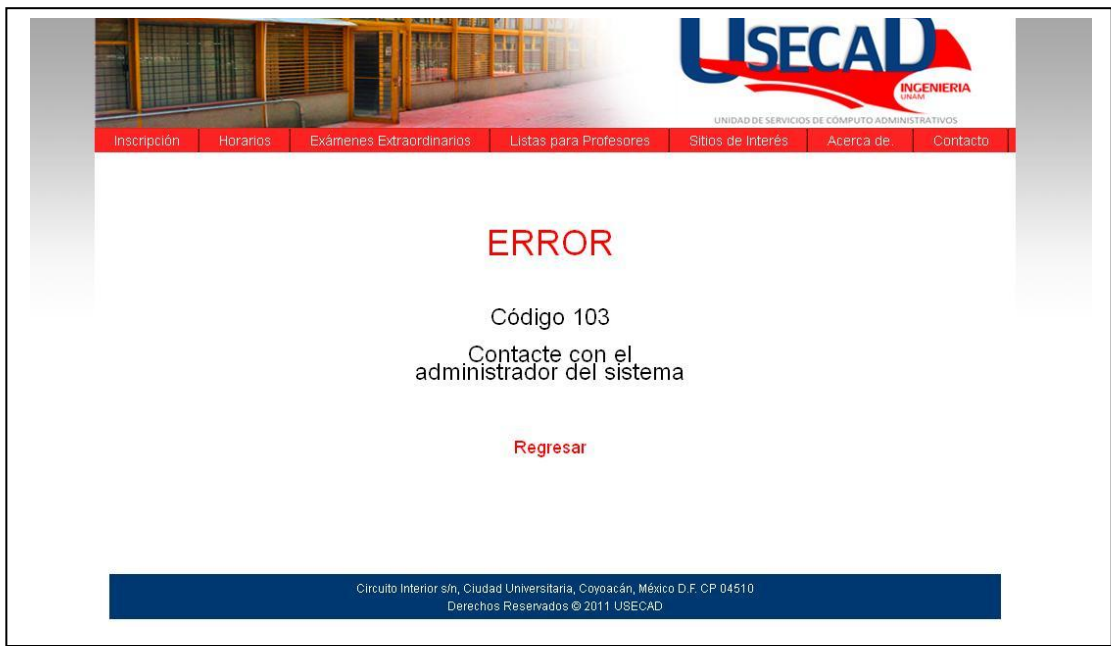 USECAD
INGENIERIA
UNAM
UNIDAD DE SERVICIOS DE CÓMPUTO ADMINISTRATIVOS
Inscripción Horarios Exámenes Extraordinarios Listas para Profesores Sitios de Interés Acerca de. Contacto
ERROR
Código 103
Contacte con el
administrador del sistema
Regresar
Circuito Interior s/n, Ciudad Universitaria, Coyoacán, México D.F. CP 04510
Derechos Reservados © 2011 USECAD